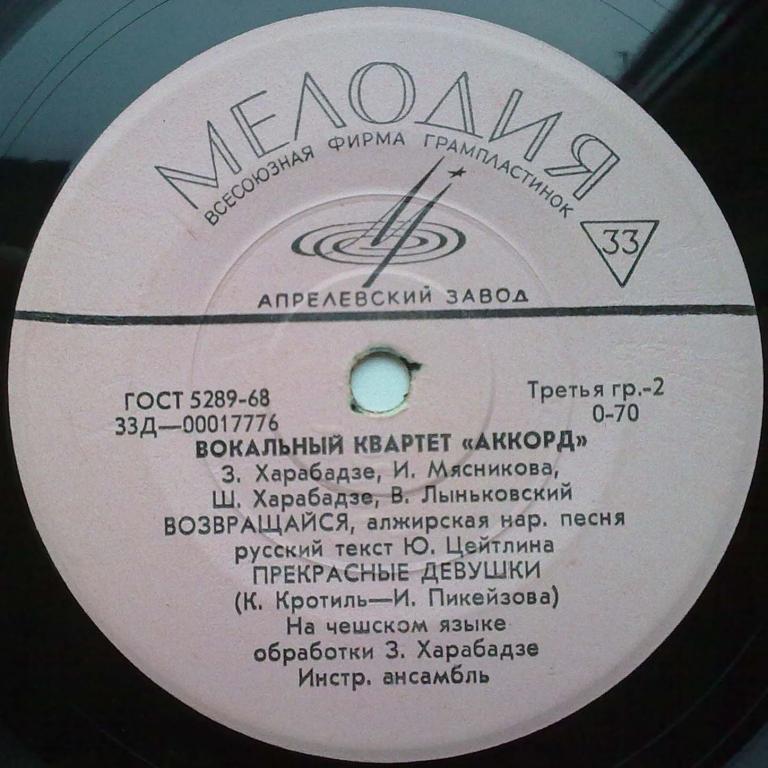 МЕЛОДИЯ
ВСЕСОЮЗНАЯ ФИРМА ГРАМПЛАСТИНОК
33
АПРЕЛЕВСКИЙ ЗАВОД
ГОСТ 5289-68
Третья гр.-2
33Д—00017776
0-70
ВОКАЛЬНЫЙ КВАРТЕТ «АККОРД»
З. Харабадзе, И. Мясникова,
Ш. Харабадзе, В. Лыньковский
ВОЗВРАЩАЙСЯ, алжирская нар. песня
русский текст Ю. Цейтлина
ПРЕКРАСНЫЕ ДЕВУШКИ
(К. Кротиль—И. Пикейзова)
На чешском языке
обработки З. Харабадзе
Инстр. ансамбль